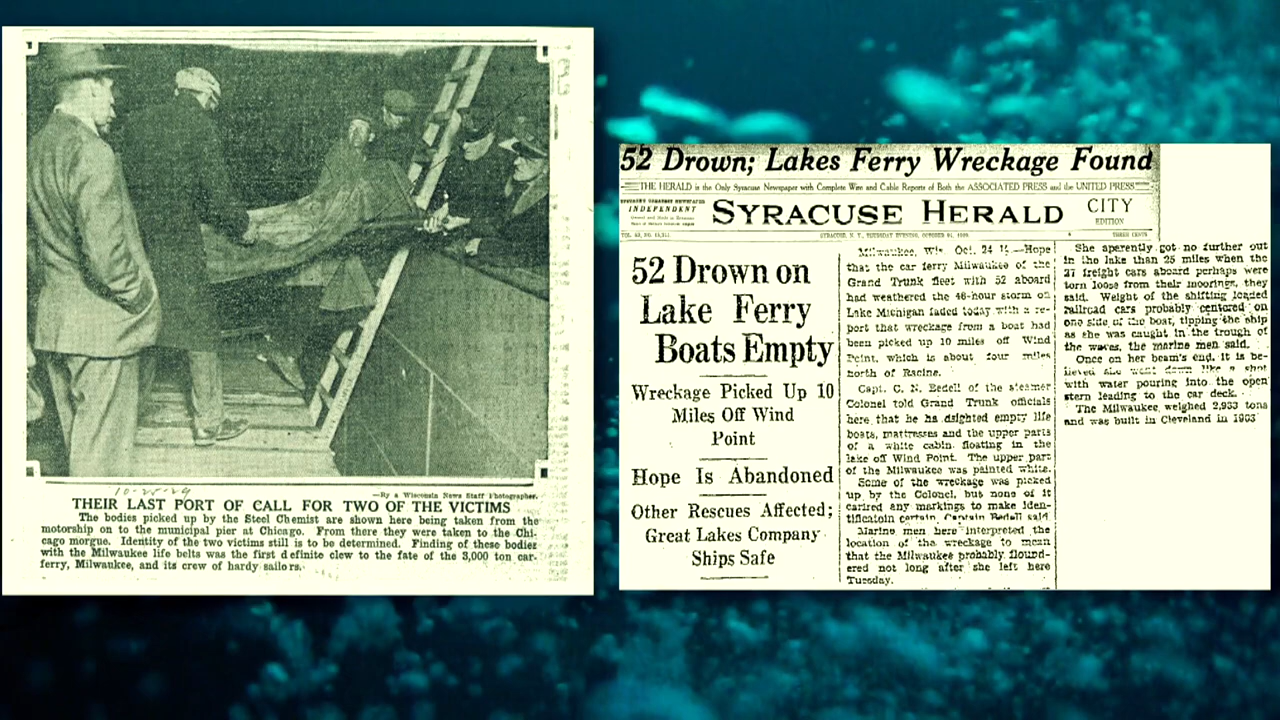 10-25-29
—By a Wisconsin News Staff Photographer.
THEIR LAST PORT OF CALL FOR TWO OF THE VICTIMS
The bodies picked up by the Steel Chemist are shown here being taken from the
motorship on to the municipal pier at Chicago. From there they were taken to the Chi-
cago morgue. Identity of the two victims still is to be determined. Finding of these bodies
with the Milwaukee life belts was the first definite clew to the fate of the 3,000 ton car-
ferry, Milwaukee, and its crew of hardy sailors.
52 Drown; Lakes Ferry Wreckage Found
THE HERALD is the Only Syracuse Newspaper with Complete Wire and Cable Reports of Both the ASSOCIATED PRESS and the UNITED PRESS
INDEPENDENT
SYRACUSE HERALD
CITY
EDITION
SYRACUSE, N. Y., THURSDAY EVENING, OCTOBER 24, 1929.
THREE CENTS
52 Drown on
Lake Ferry
Boats Empty
Wreckage Picked Up 10
Miles Off Wind
Point
Hope Is Abandoned
Other Rescues Affected;
Great Lakes Company
Ships Safe
Milwaukee, Wis. Oct. 24 —Hope
that the car ferry Milwaukee of the
Grand Trunk fleet with 52 aboard
had weathered the 48-hour storm on
Lake Michigan faded today with a re-
port that wreckage from a boat had
been picked up 10 miles off Wind
Point, which is about four miles
north of Racine.
Capt. C. N. Bedell of the steamer
Colonel told Grand Trunk officials
here that he ha dsighted empty life
boats, mattresses and the upper parts
of a white cabin floating in the
lake off Wind Point. The upper part
of the Milwaukee was painted white.
Some of the wreckage was picked
up by the Colonel, but none of it
carired any markings to make iden-
tificatoin certain, Captain Bedell said.
Marine men here interpreted the
location of the wreckage to mean
that the Milwaukee probably flound-
ered not long after she left here
Tuesday.
She aparently got no further out
in tho lake than 25 miles when the
27 freight cars aboard perhaps were
torn loose from their moorings, they
said. Weight of the shifting loaded
railroad cars probably centered on
one side of the boat, tipping the ship
as she was caught in the trough of
the waves, the marine men said.
Once on her beam's end, it is be-
lieved she went down like a shot
with water pouring into the open
stern leading to the car deck.
The Milwaukee, weighed 2,933 tons
and was built in Cleveland in 1903